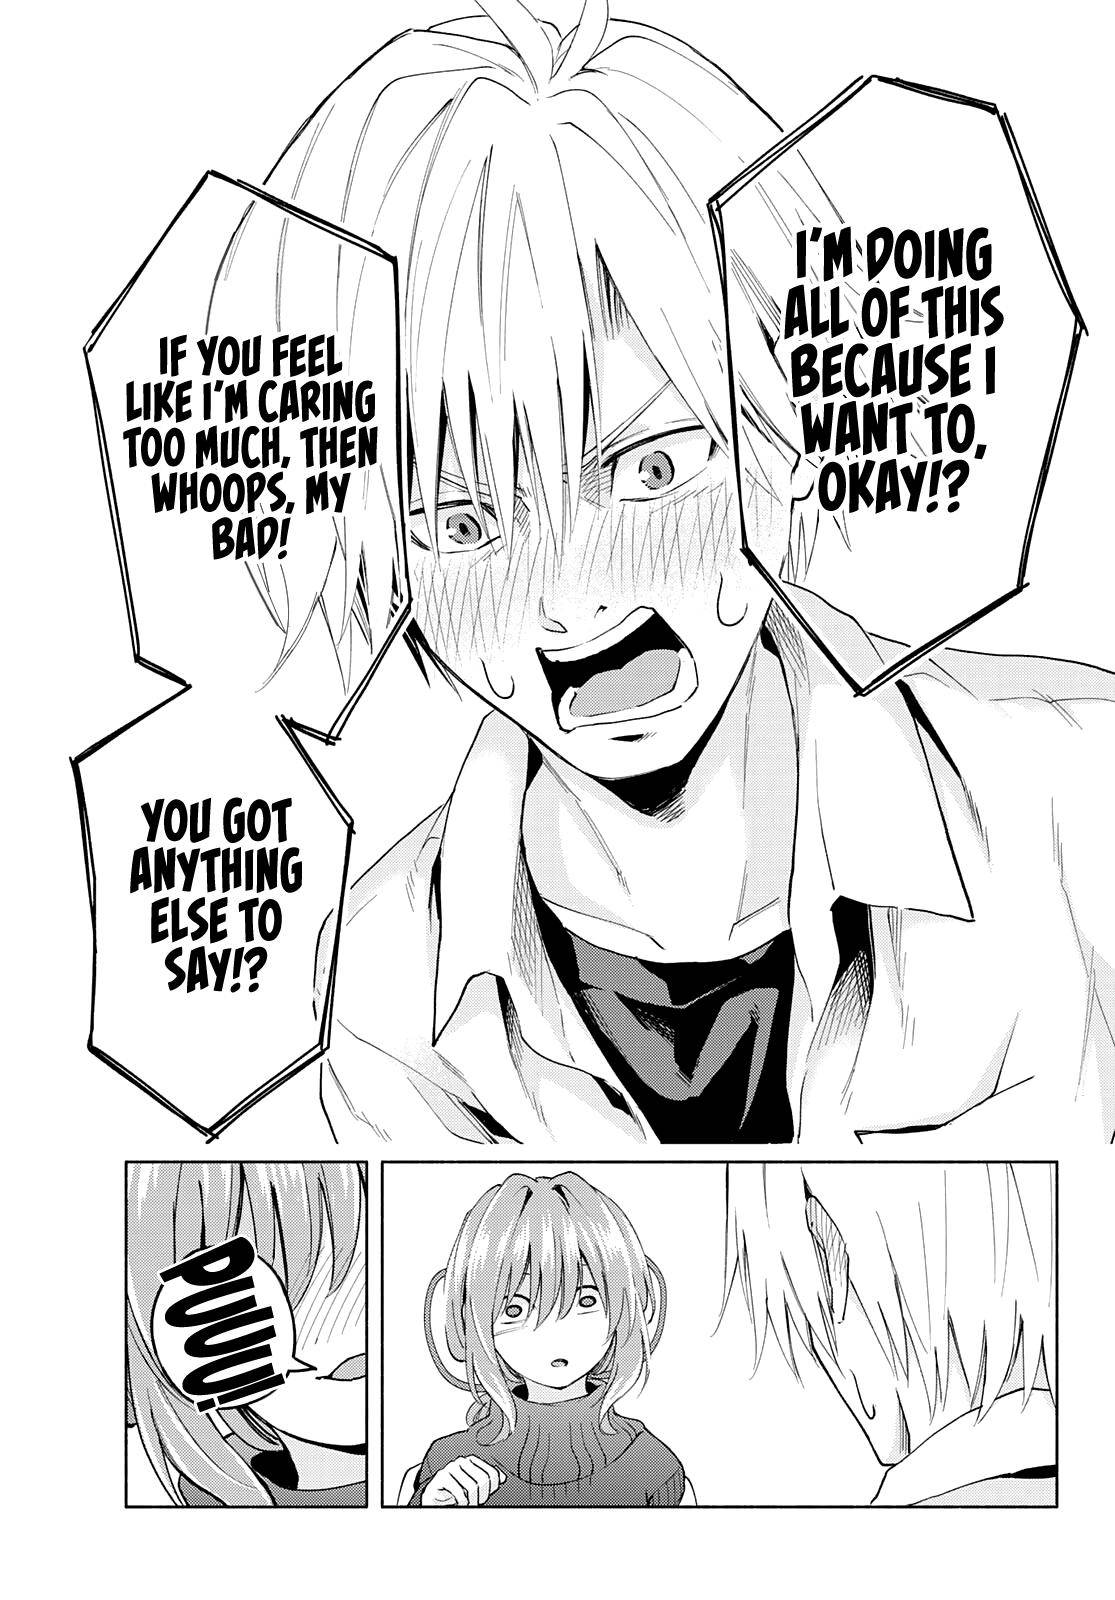 I'M DOING
ALL OF THIS
BECAUSE I
WANT TO,
OKAY!?
IF YOU FEEL
LIKE I'M CARING
TOO MUCH, THEN
WHOOPS, MY
BAD!
YOU GOT
ANYTHING
ELSE TO
SAY!?
PUUU!